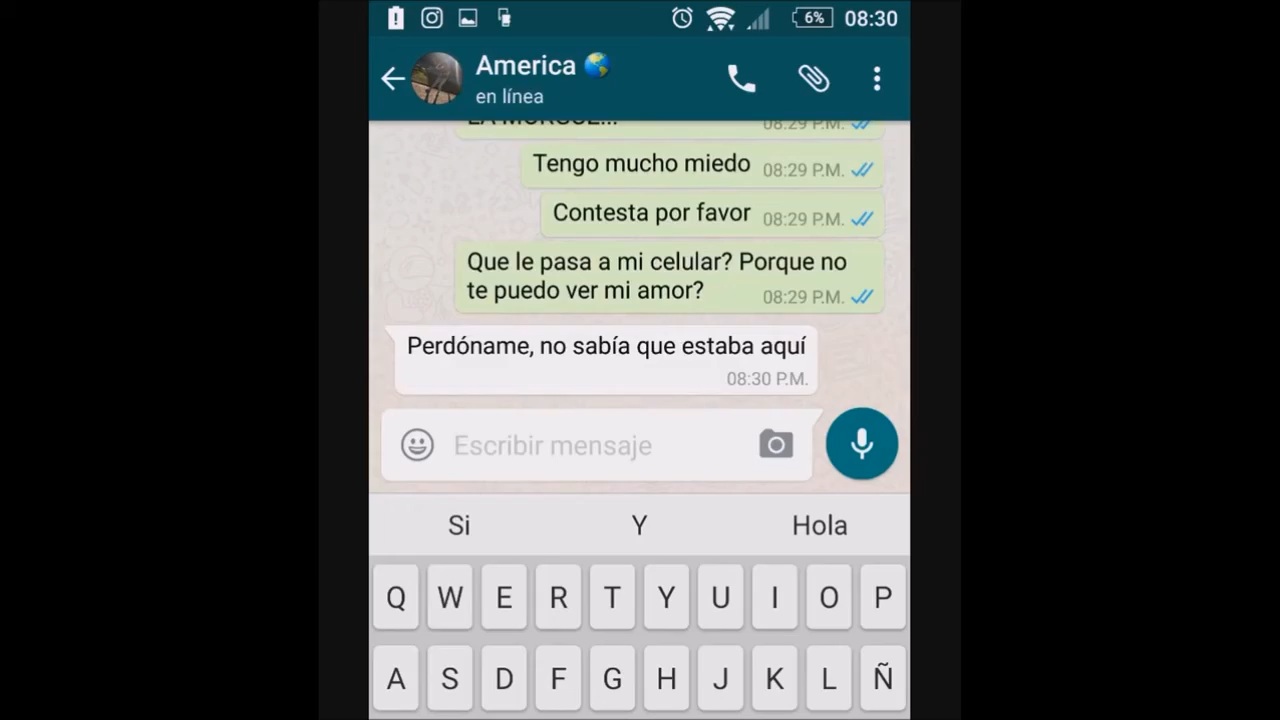 6% 08:30
America
en línea
08:29 P.M.
Tengo mucho miedo 08:29 P.M.
Contesta por favor 08:29 P.M.
Que le pasa a mi celular? Porque no
te puedo ver mi amor? 08:29 P.M.
Perdóname, no sabía que estaba aquí
08:30 P.M.
Escribir mensaje
Si Y Hola
Q W E R T Y U I O P
A S D F G H J K L Ñ